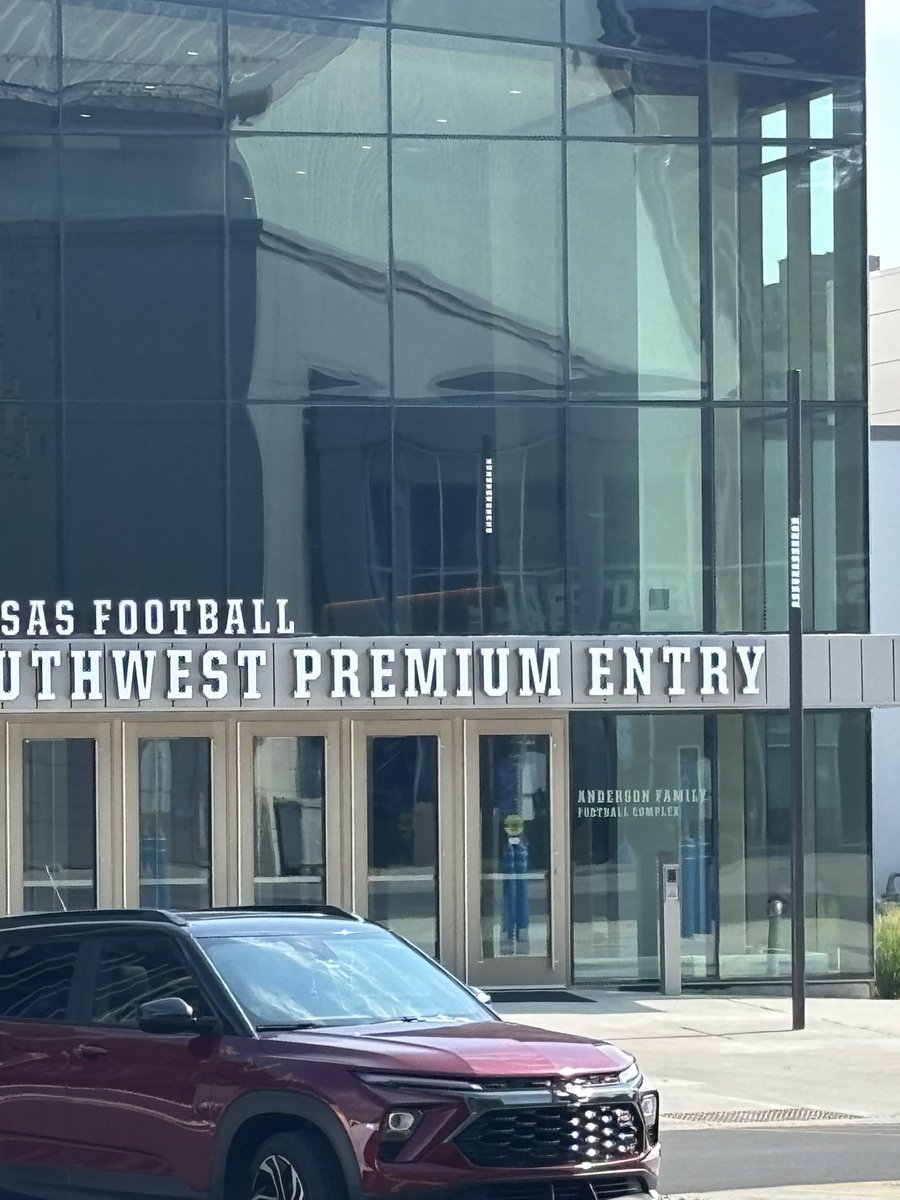 SAS FOOTBALL
UTHWEST PREMIUM ENTRY
ANDERSON FAMILY
FOOTBALL COMPLEX